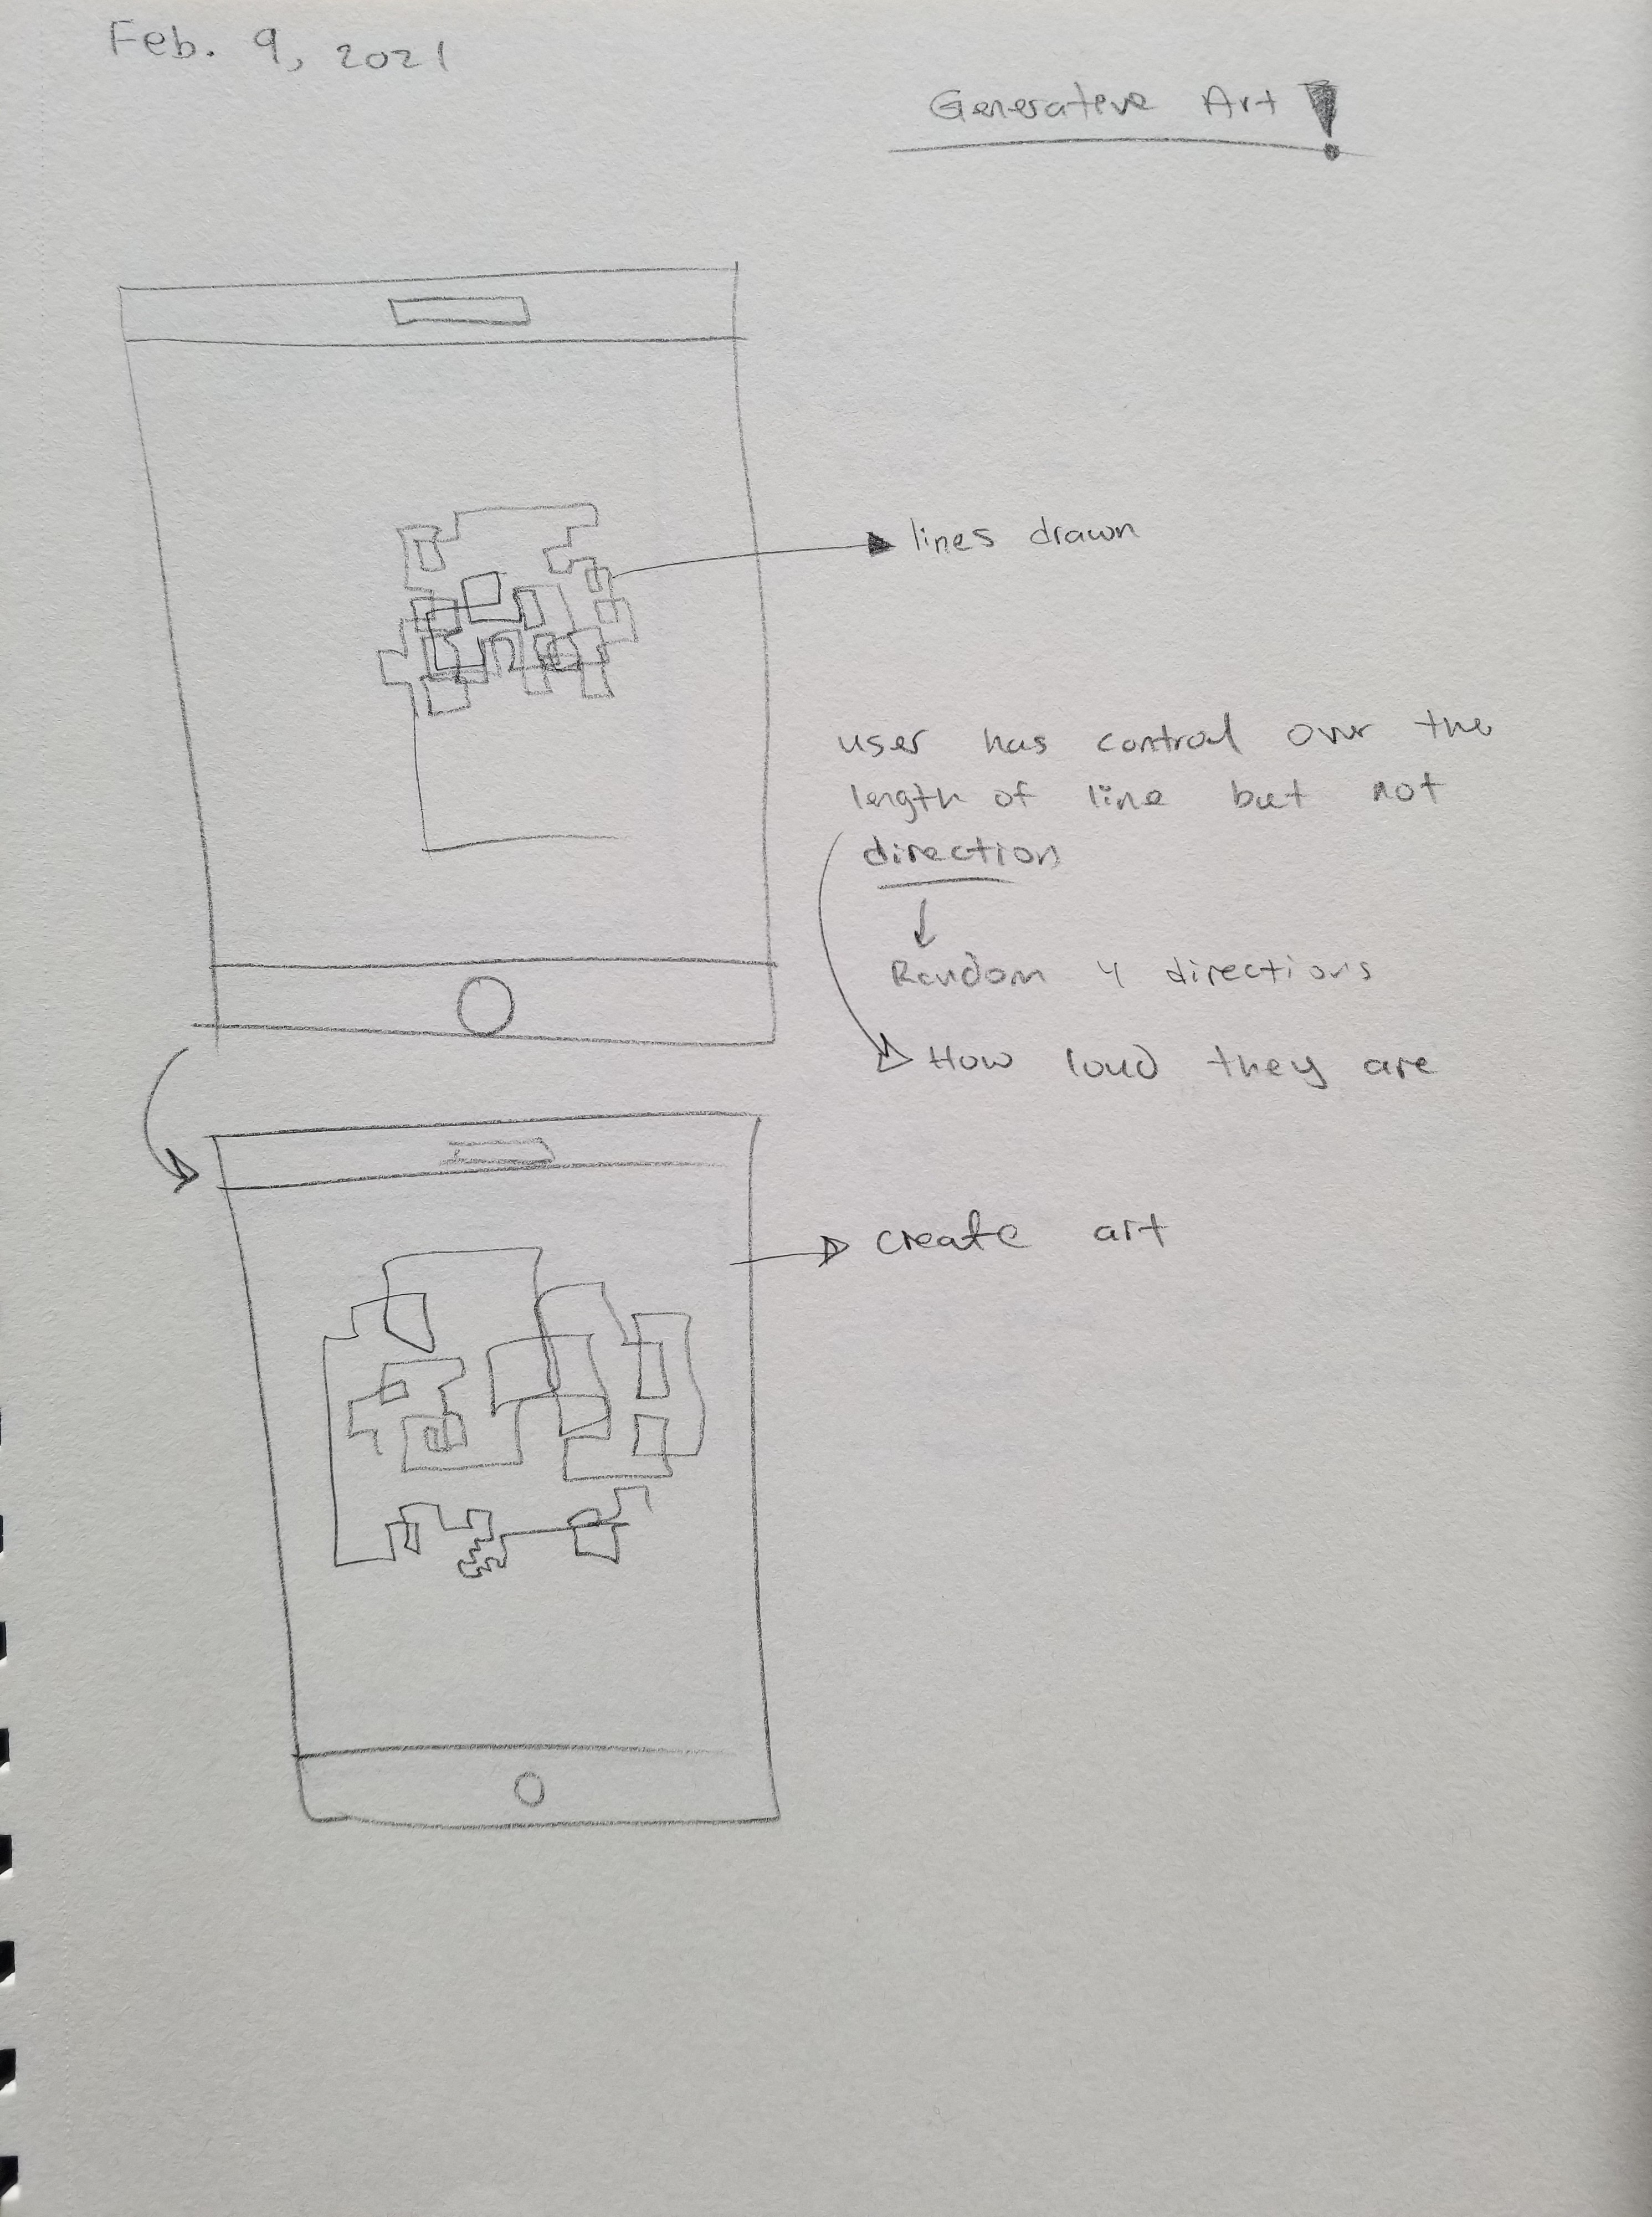 Feb. 9, 2021
Generative Art!
lines drawn
user has control over the
length of line but not
direction
Random 4 directions
How loud they are
create art